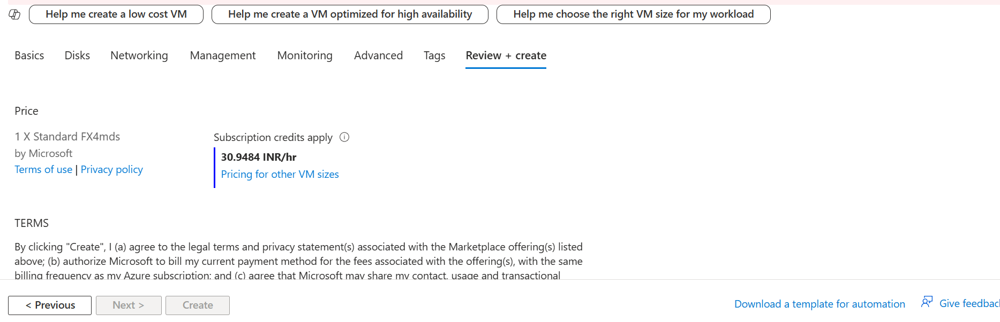 Help me create a low cost VM
Help me create a VM optimized for high availability
Help me choose the right VM size for my workload
Basics
Disks
Networking
Management
Monitoring
Advanced
Tags
Review + create
Price
1 X Standard FX4mds
by Microsoft
Terms of use | Privacy policy
Subscription credits apply
30.9484 INR/hr
Pricing for other VM sizes
TERMS
By clicking "Create", I (a) agree to the legal terms and privacy statement(s) associated with the Marketplace offering(s) listed
above; (b) authorize Microsoft to bill my current payment method for the fees associated with the offering(s), with the same
billing frequency as my Azure subscription; and (c) agree that Microsoft may share my contact, usage and transactional
< Previous
Next >
Create
Download a template for automation
Give feedback